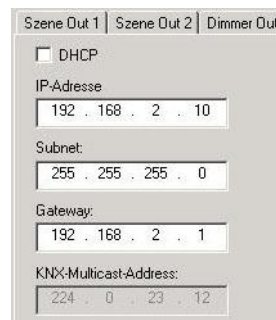 Szene Out 1 Szene Out 2 Dimmer Out
DHCP
IP-Adresse
192 . 168 . 2 . 10
Subnet:
255 . 255 . 255 . 0
Gateway:
192 . 168 . 2 . 1
KNX-Multicast-Address:
224 . 0 . 23 . 12